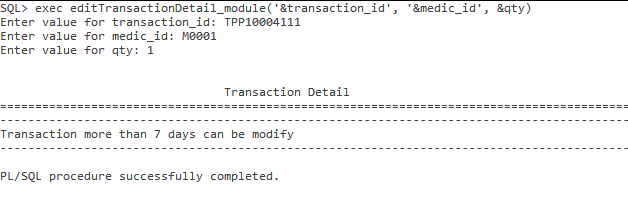 SQL> exec editTransactionDetail_module('&transaction_id', '&medic_id', &qty)
Enter value for transaction_id: TPP10004111
Enter value for medic_id: M0001
Enter value for qty: 1
Transaction Detail
==========================================================================================
------------------------------------------------------------------------------------------
Transaction more than 7 days can be modify
------------------------------------------------------------------------------------------
PL/SQL procedure successfully completed.